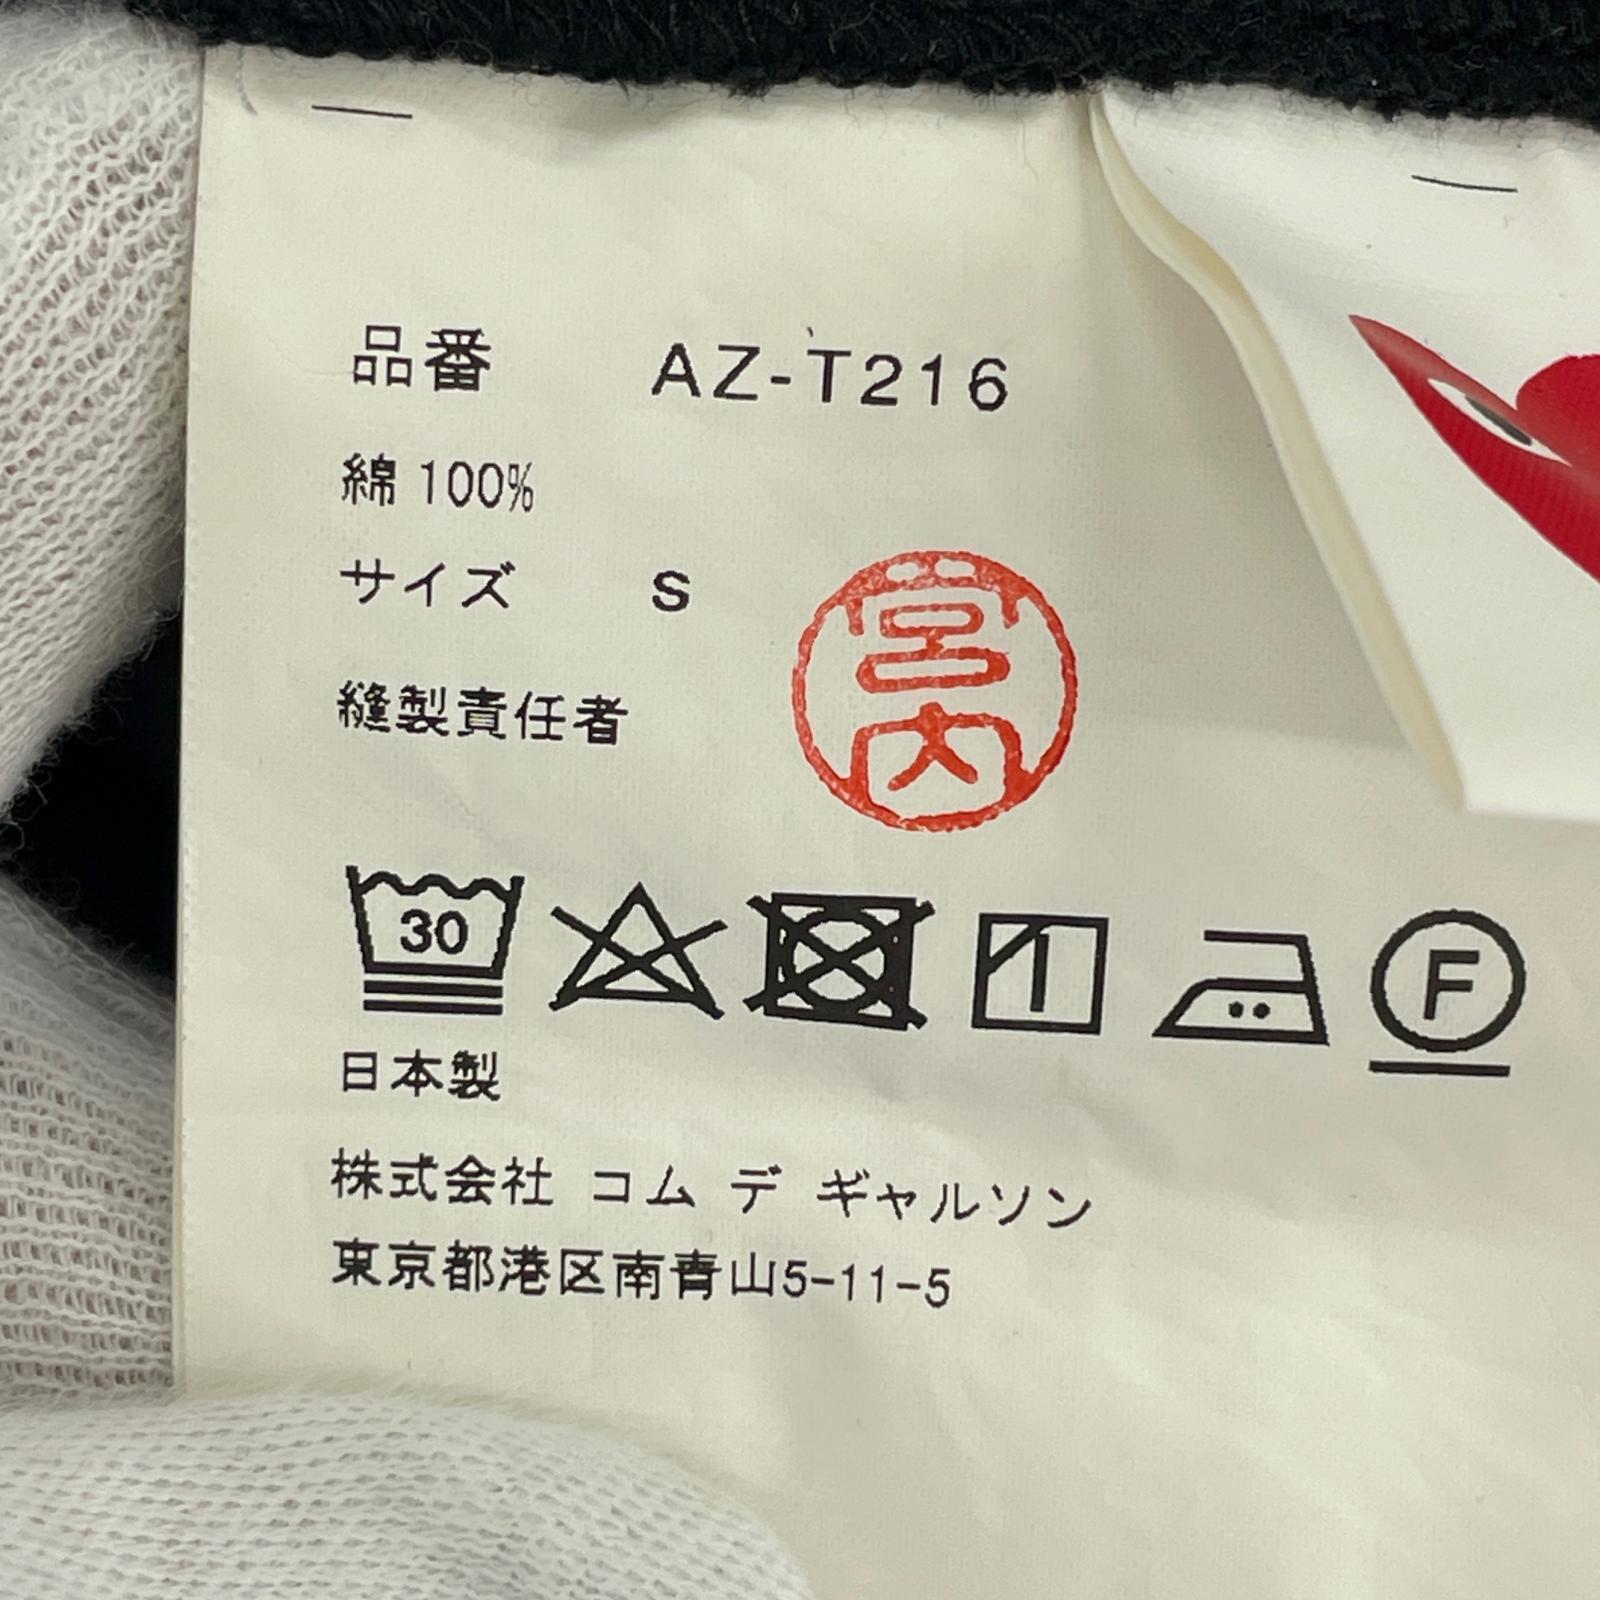 品番 AZ-T216
綿 100%
サイズ S
縫製責任者 宮内
30
F
日本製
株式会社 コム デ ギャルソン
東京都港区南青山5-11-5